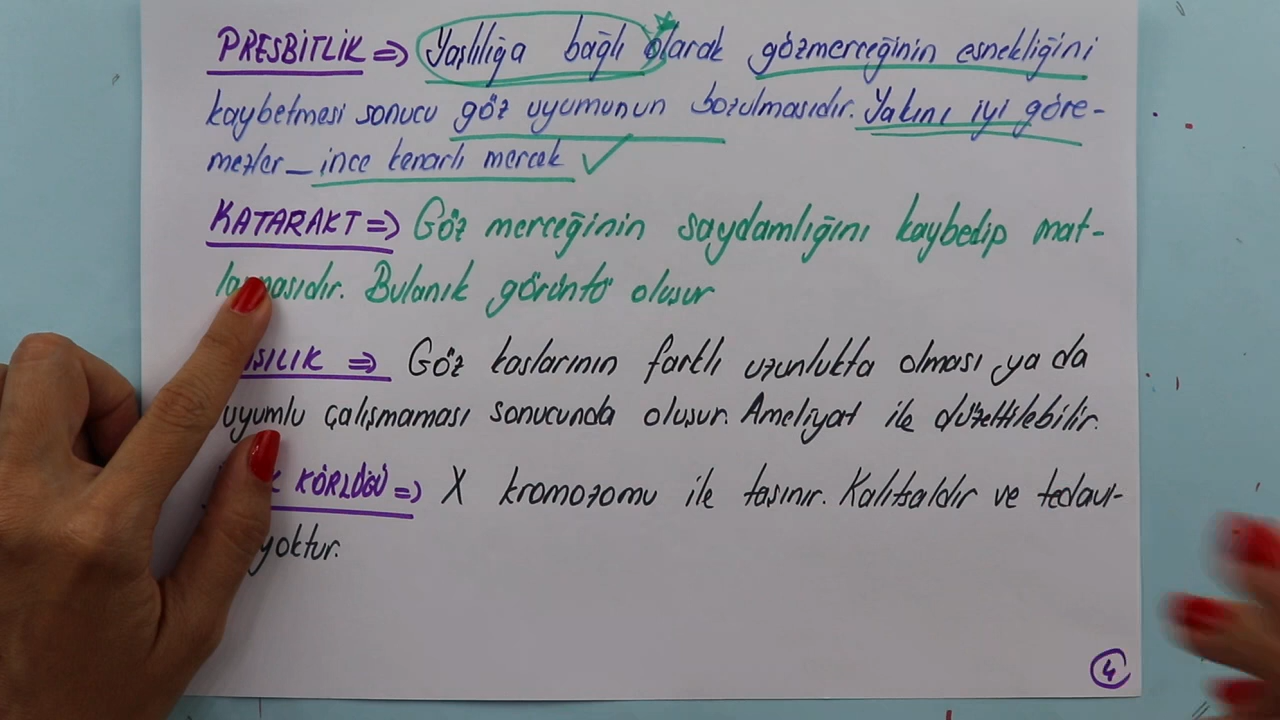 PRESBİTLİK => Yaşlılığa bağlı olarak gözmerceğinin esnekliğini
kaybetmesi sonucu göz uyumunun bozulmasıdır. Yakını iyi göre-
mezler_ ince kenarlı mercek ✓
KATARAKT => Göz merceğinin saydamlığını kaybedip mat-
laşmasıdır. Bulanık görüntü oluşur
=> Göz kaslarının farklı uzunlukta olması ya da
uyumlu çalışmaması sonucunda oluşur. Ameliyat ile düzeltilebilir.
KÖRLÜĞÜ => X kromozomu ile taşınır. Kalıtsaldır ve tedavi-
yoktur.
4